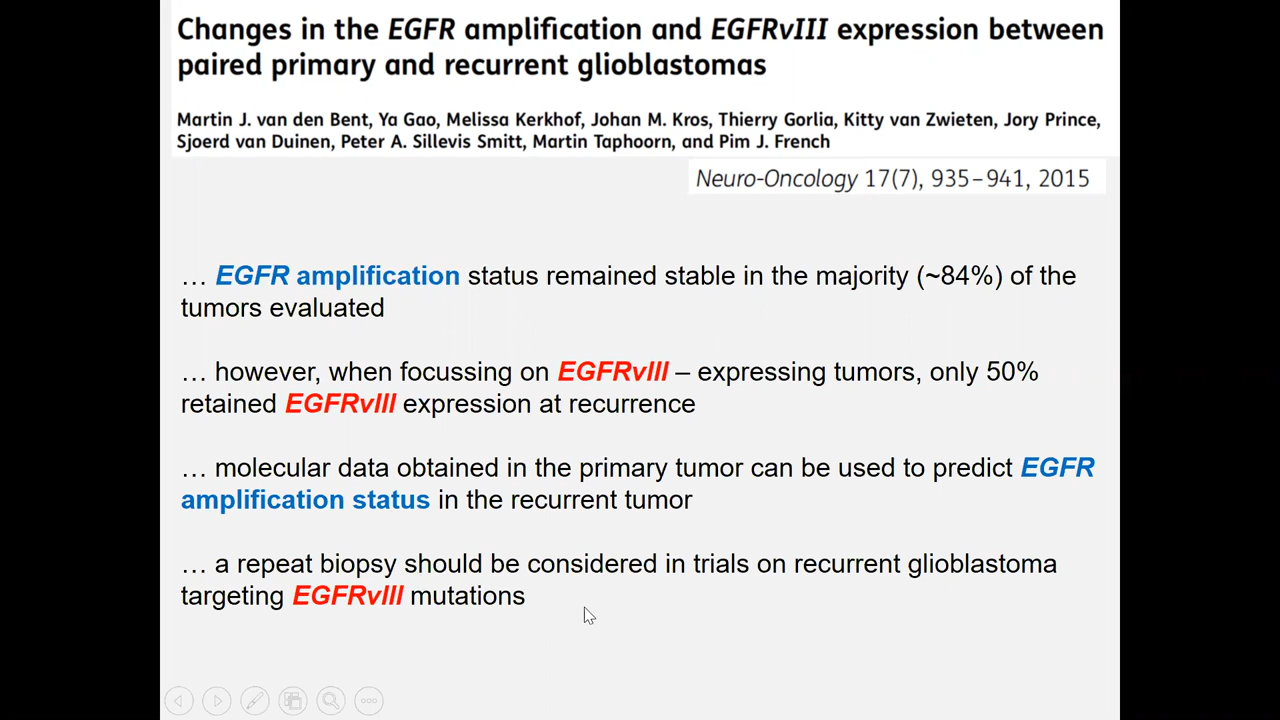 Changes in the EGFR amplification and EGFRvIII expression between
paired primary and recurrent glioblastomas
Martin J. van den Bent, Ya Gao, Melissa Kerkhof, Johan M. Kros, Thierry Gorlia, Kitty van Zwieten, Jory Prince,
Sjoerd van Duinen, Peter A. Sillevis Smitt, Martin Taphoorn, and Pim J. French
Neuro-Oncology 17(7), 935–941, 2015
… EGFR amplification status remained stable in the majority (~84%) of the
tumors evaluated
… however, when focussing on EGFRvIII – expressing tumors, only 50%
retained EGFRvIII expression at recurrence
… molecular data obtained in the primary tumor can be used to predict EGFR
amplification status in the recurrent tumor
… a repeat biopsy should be considered in trials on recurrent glioblastoma
targeting EGFRvIII mutations